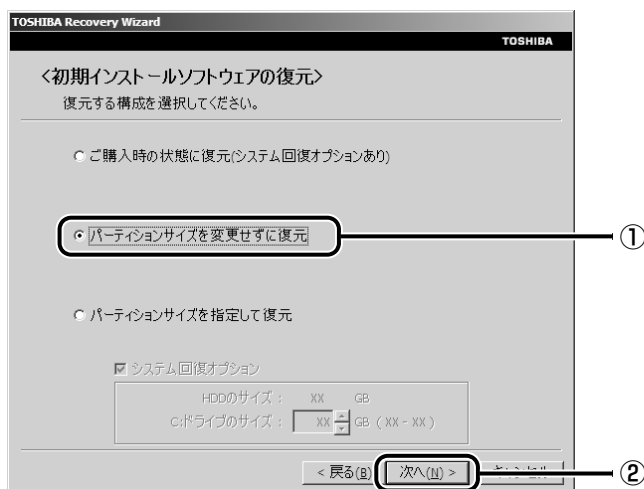 TOSHIBA Recovery Wizard
TOSHIBA
<初期インストールソフトウェアの復元>
復元する構成を選択してください。
ご購入時の状態に復元(システム回復オプションあり)
パーティションサイズを変更せずに復元
①
パーティションサイズを指定して復元
システム回復オプション
HDDのサイズ： XX GB
C:ドライブのサイズ： XX GB ( XX - XX )
< 戻る(B) 次へ(N) >
②